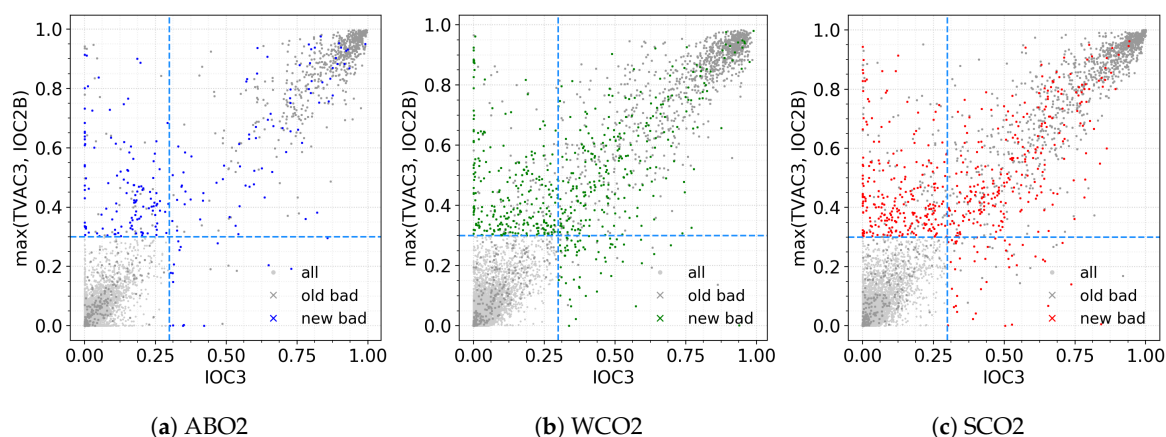 max(TVAC3, IOC2B)
1.0
0.8
0.6
0.4
0.2
0.0
all
old bad
new bad
0.00 0.25 0.50 0.75 1.00
IOC3
(a) ABO2
max(TVAC3, IOC2B)
1.0
0.8
0.6
0.4
0.2
0.0
all
old bad
new bad
0.00 0.25 0.50 0.75 1.00
IOC3
(b) WCO2
max(TVAC3, IOC2B)
1.0
0.8
0.6
0.4
0.2
0.0
all
old bad
new bad
0.00 0.25 0.50 0.75 1.00
IOC3
(c) SCO2